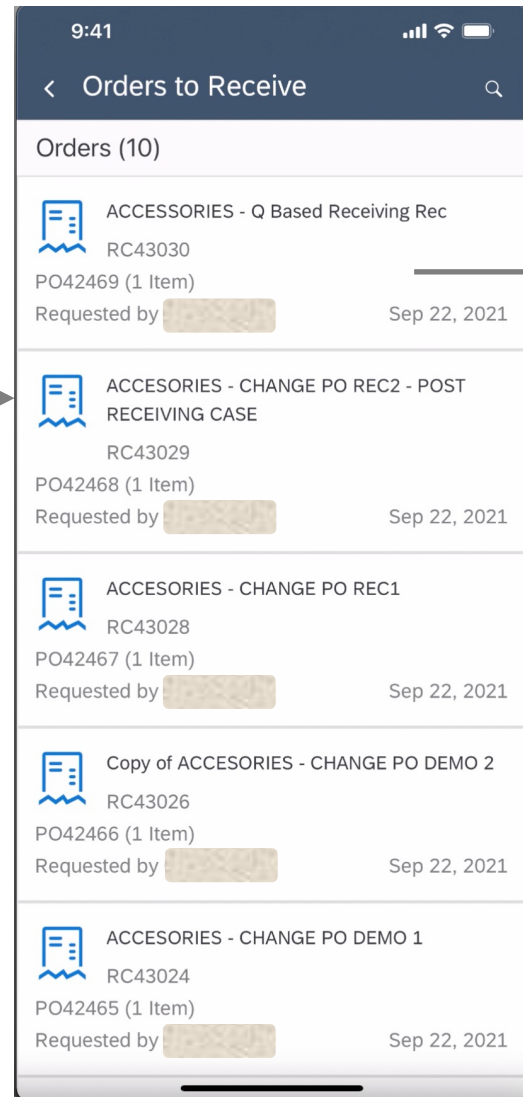 9:41
Orders to Receive
Orders (10)
ACCESSORIES - Q Based Receiving Rec
RC43030
PO42469 (1 Item)
Requested by Sep 22, 2021
ACCESORIES - CHANGE PO REC2 - POST
RECEIVING CASE
RC43029
PO42468 (1 Item)
Requested by Sep 22, 2021
ACCESORIES - CHANGE PO REC1
RC43028
PO42467 (1 Item)
Requested by Sep 22, 2021
Copy of ACCESORIES - CHANGE PO DEMO 2
RC43026
PO42466 (1 Item)
Requested by Sep 22, 2021
ACCESORIES - CHANGE PO DEMO 1
RC43024
PO42465 (1 Item)
Requested by Sep 22, 2021